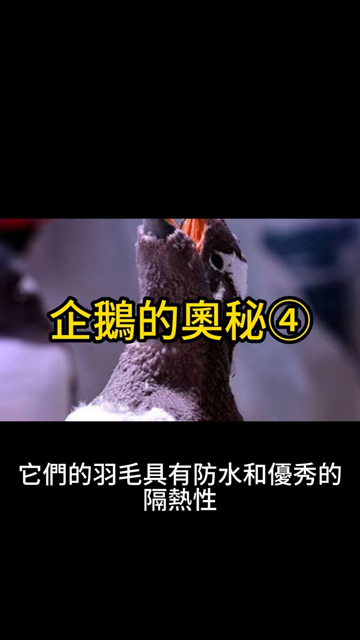 企鵝的奧秘④
它們的羽毛具有防水和優秀的
隔熱性